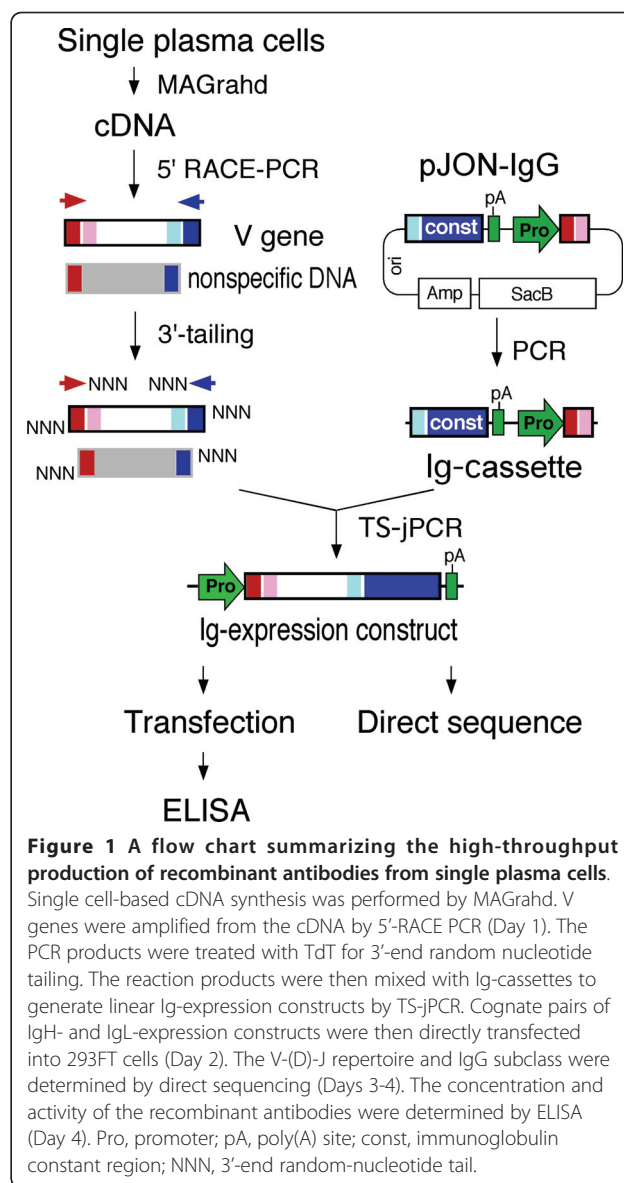 Single plasma cells
MAGrahd
cDNA
5' RACE-PCR
V gene
nonspecific DNA
3'-tailing
NNN NNN
NNN
NNN
NNN
NNN
pJON-IgG
pA
const
Pro
ori
Amp
SacB
PCR
pA
const
Pro
Ig-cassette
TS-jPCR
pA
Pro
Ig-expression construct
Transfection
Direct sequence
ELISA
Figure 1 A flow chart summarizing the high-throughput
production of recombinant antibodies from single plasma cells.
Single cell-based cDNA synthesis was performed by MAGrahd. V
genes were amplified from the cDNA by 5'-RACE PCR (Day 1). The
PCR products were treated with TdT for 3'-end random nucleotide
tailing. The reaction products were then mixed with Ig-cassettes to
generate linear Ig-expression constructs by TS-jPCR. Cognate pairs of
IgH- and IgL-expression constructs were then directly transfected
into 293FT cells (Day 2). The V-(D)-J repertoire and IgG subclass were
determined by direct sequencing (Days 3-4). The concentration and
activity of the recombinant antibodies were determined by ELISA
(Day 4). Pro, promoter; pA, poly(A) site; const, immunoglobulin
constant region; NNN, 3'-end random-nucleotide tail.